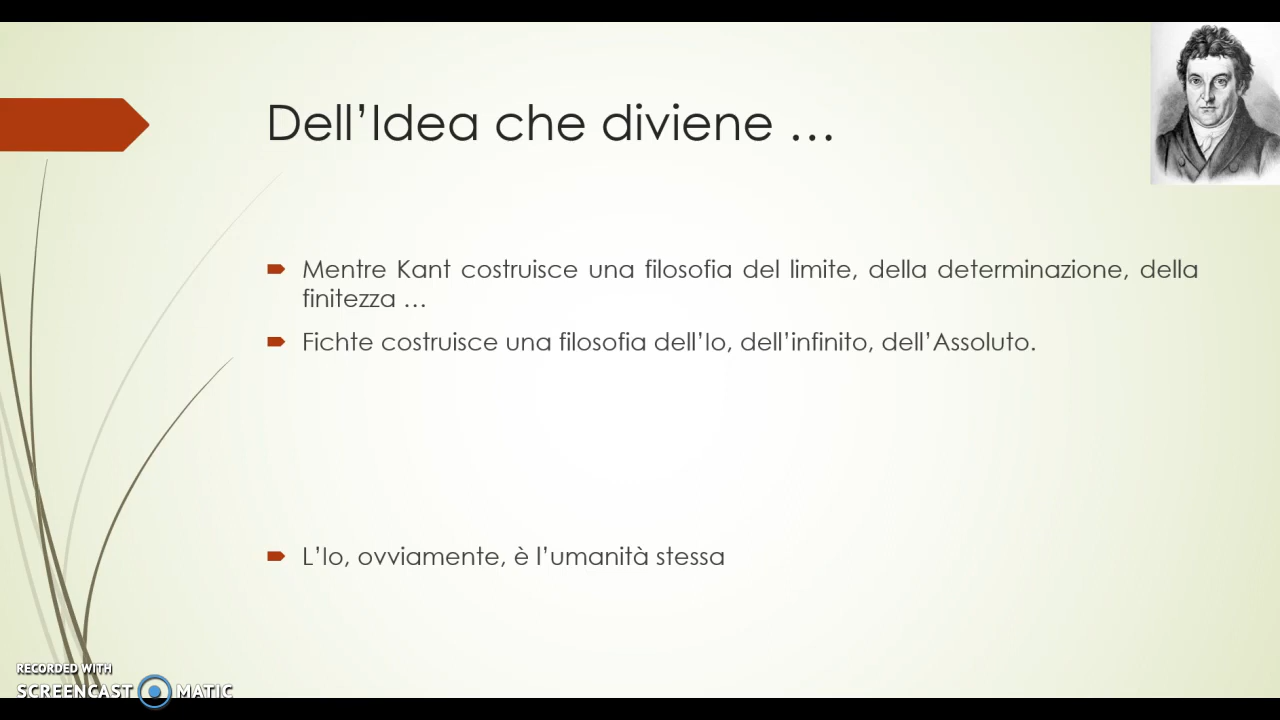 Dell’Idea che diviene …
Mentre Kant costruisce una filosofia del limite, della determinazione, della
finitezza …
Fichte costruisce una filosofia dell’Io, dell’infinito, dell’Assoluto.
L’Io, ovviamente, è l’umanità stessa
RECORDED WITH
SCREENCAST MATIC